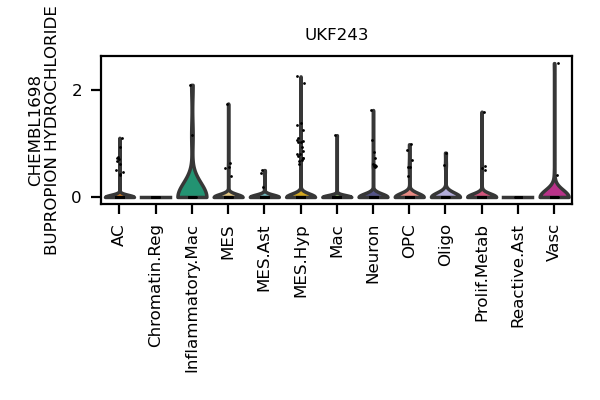 UKF243
CHEMBL1698
BUPROPION HYDROCHLORIDE
2
0
AC
Chromatin.Reg
Inflammatory.Mac
MES
MES.Ast
MES.Hyp
Mac
Neuron
OPC
Oligo
Prolif.Metab
Reactive.Ast
Vasc